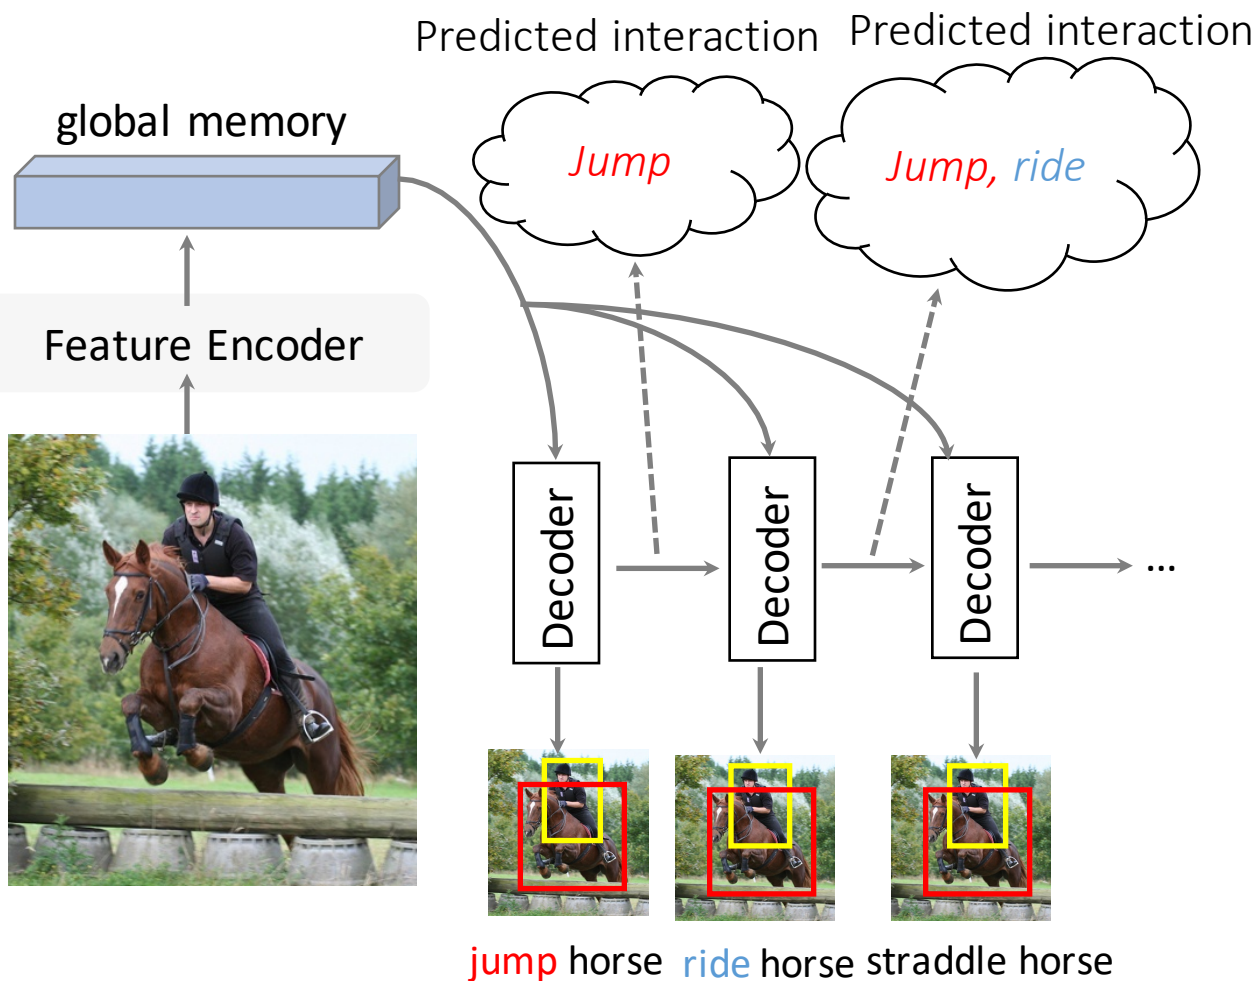 Predicted interaction
Predicted interaction
global memory
Jump
Jump, ride
Feature Encoder
Decoder
Decoder
Decoder
...
jump horse
ride horse
straddle horse